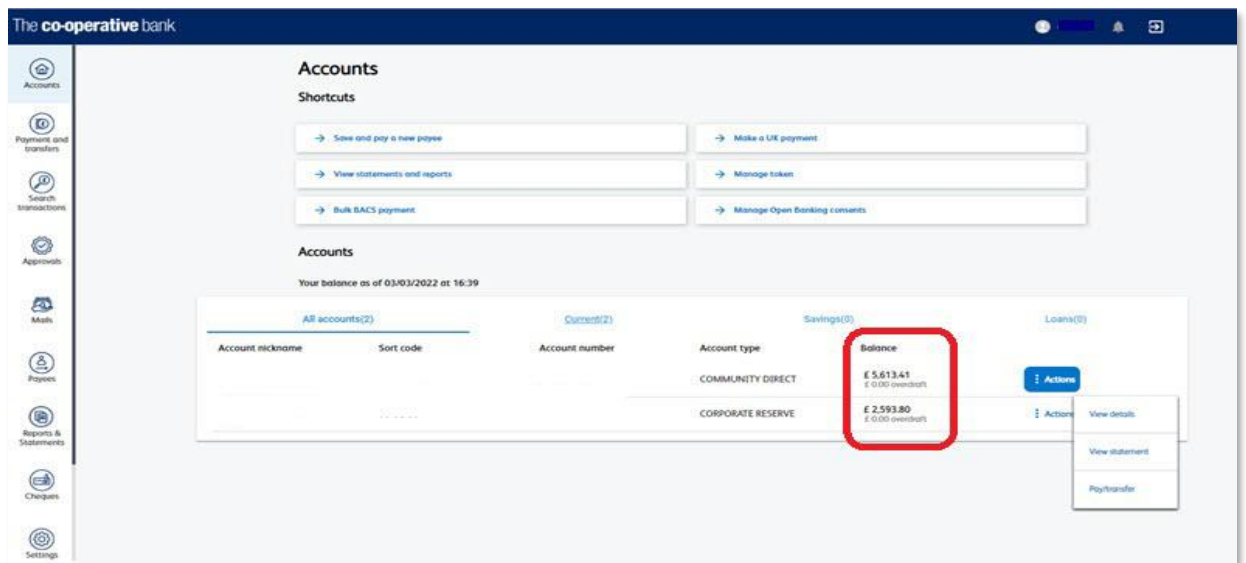 The co-operative bank
Accounts
Payment and
transfers
Search
transactions
Approvals
Mails
Payees
Reports &
Statements
Cheques
Settings
Accounts
Shortcuts
Save and pay a new payee
Make a UK payment
View statements and reports
Manage token
Bulk BACS payment
Manage Open Banking consents
Accounts
Your balance as of 03/03/2022 at 16:39
All accounts(2) Current(2) Savings(0) Loans(0)
Account nickname Sort code Account number Account type Balance
COMMUNITY DIRECT £ 5,613.41 Actions
£ 0.00 overdraft
CORPORATE RESERVE £ 2,593.80
£ 0.00 overdraft
View details
View statement
Pay/transfer